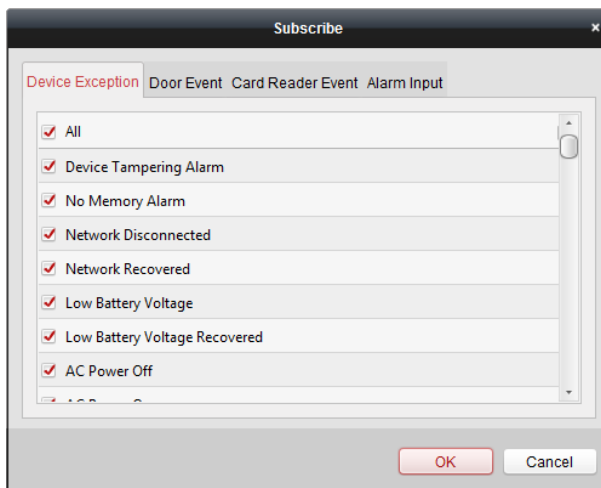 Subscribe
Device Exception Door Event Card Reader Event Alarm Input
All
Device Tampering Alarm
No Memory Alarm
Network Disconnected
Network Recovered
Low Battery Voltage
Low Battery Voltage Recovered
AC Power Off
OK Cancel